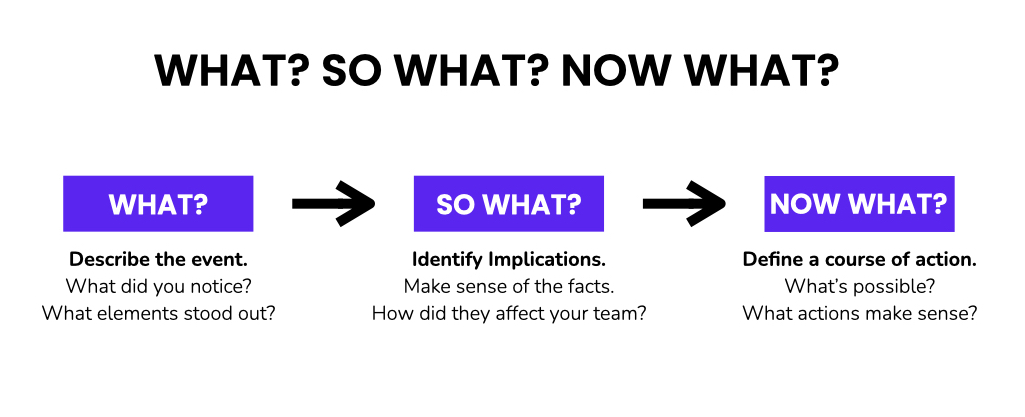 WHAT? SO WHAT? NOW WHAT?
WHAT?
Describe the event.
What did you notice?
What elements stood out?
SO WHAT?
Identify Implications.
Make sense of the facts.
How did they affect your team?
NOW WHAT?
Define a course of action.
What’s possible?
What actions make sense?